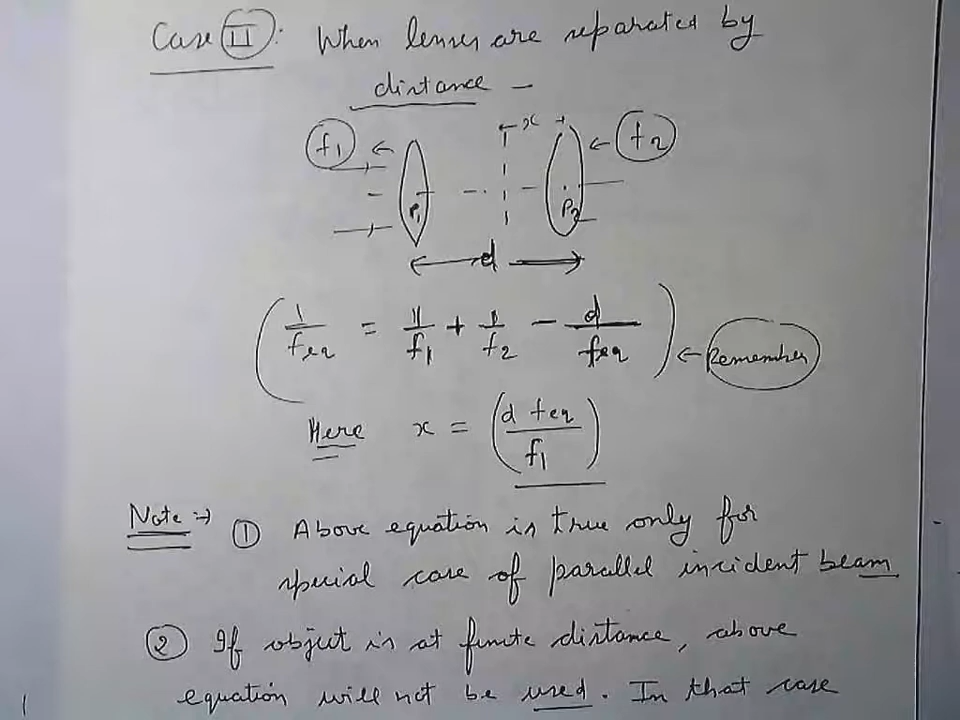 Case II : When lenses are separated by
distance –
f1 ← ← x → ← f2
P1 P2
← d →
( 1/feq = 1/f1 + 1/f2 − d/feq ) ← Remember
Here x = ( d feq / f1 )
Note :→ ① Above equation is true only for
special case of parallel incident beam
② If object is at finite distance, above
equation will not be used. In that case